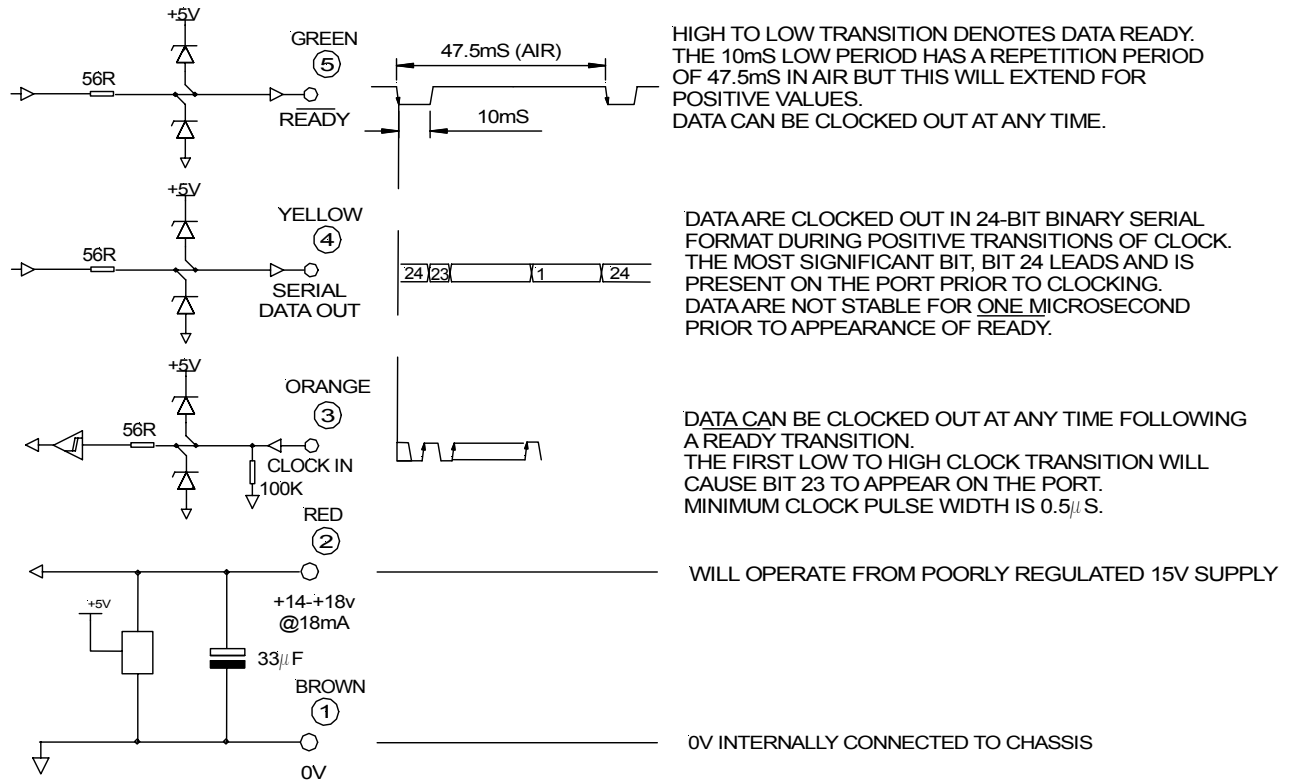 +5V
GREEN
5
56R
READY
47.5mS (AIR)
10mS
HIGH TO LOW TRANSITION DENOTES DATA READY.
THE 10mS LOW PERIOD HAS A REPETITION PERIOD
OF 47.5mS IN AIR BUT THIS WILL EXTEND FOR
POSITIVE VALUES.
DATA CAN BE CLOCKED OUT AT ANY TIME.
+5V
YELLOW
4
56R
SERIAL
DATA OUT
24 23 1 24
DATA ARE CLOCKED OUT IN 24-BIT BINARY SERIAL
FORMAT DURING POSITIVE TRANSITIONS OF CLOCK.
THE MOST SIGNIFICANT BIT, BIT 24 LEADS AND IS
PRESENT ON THE PORT PRIOR TO CLOCKING.
DATA ARE NOT STABLE FOR ONE MICROSECOND
PRIOR TO APPEARANCE OF READY.
+5V
ORANGE
3
56R
CLOCK IN
100K
DATA CAN BE CLOCKED OUT AT ANY TIME FOLLOWING
A READY TRANSITION.
THE FIRST LOW TO HIGH CLOCK TRANSITION WILL
CAUSE BIT 23 TO APPEAR ON THE PORT.
MINIMUM CLOCK PULSE WIDTH IS 0.5μS.
RED
2
WILL OPERATE FROM POORLY REGULATED 15V SUPPLY
+14-+18v
@18mA
+5V
33μF
BROWN
1
0V
0V INTERNALLY CONNECTED TO CHASSIS